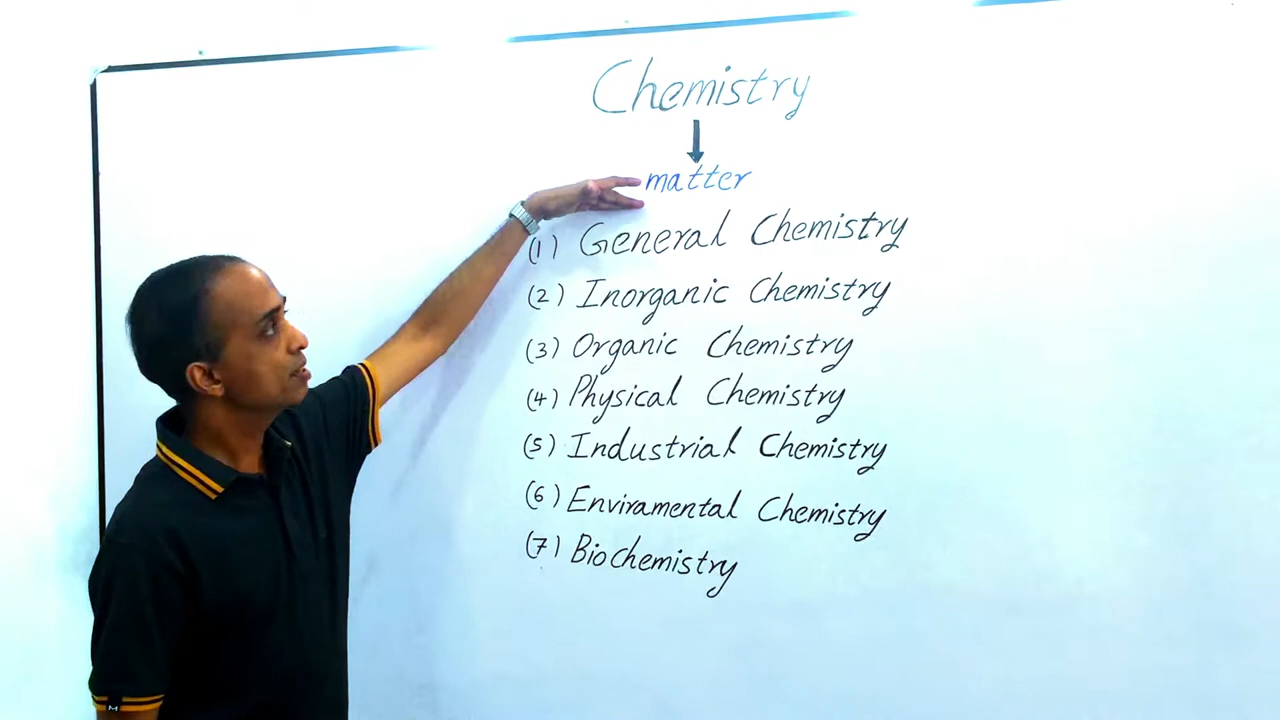 Chemistry
matter
(1) General Chemistry
(2) Inorganic Chemistry
(3) Organic Chemistry
(4) Physical Chemistry
(5) Industrial Chemistry
(6) Enviramental Chemistry
(7) Biochemistry
M